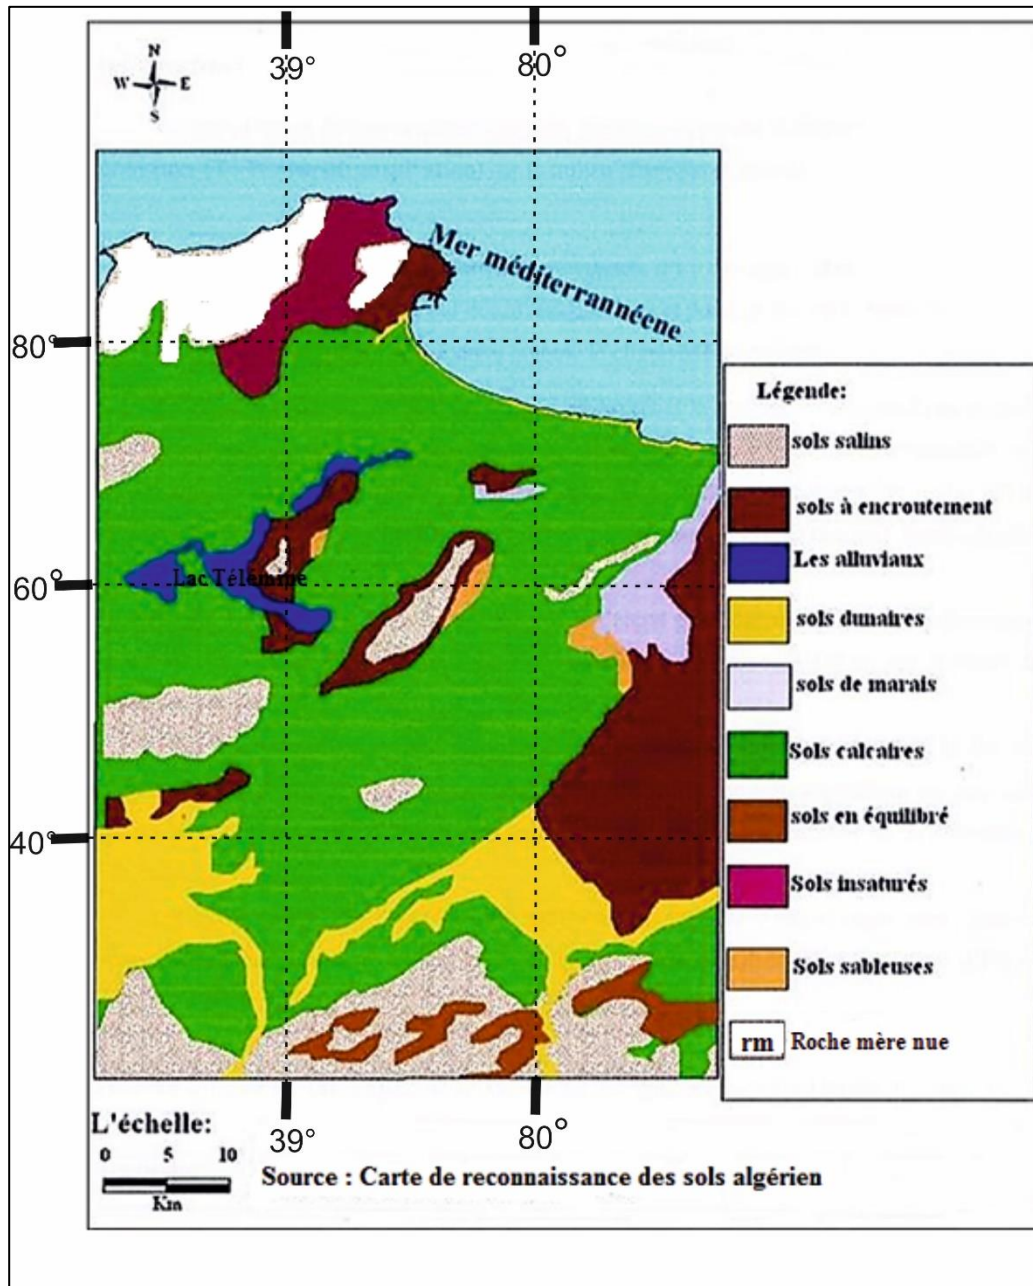 N
W E
S
39° 80°
Mer méditerrannéene
80°
60°
40°
Lac Télémine
Légende:
sols salins
sols à encroutement
Les alluviaux
sols dunaires
sols de marais
Sols calcaires
sols en équilibré
Sols insaturés
Sols sableuses
rm Roche mère nue
39° 80°
L'échelle:
0 5 10
Km
Source : Carte de reconnaissance des sols algérien